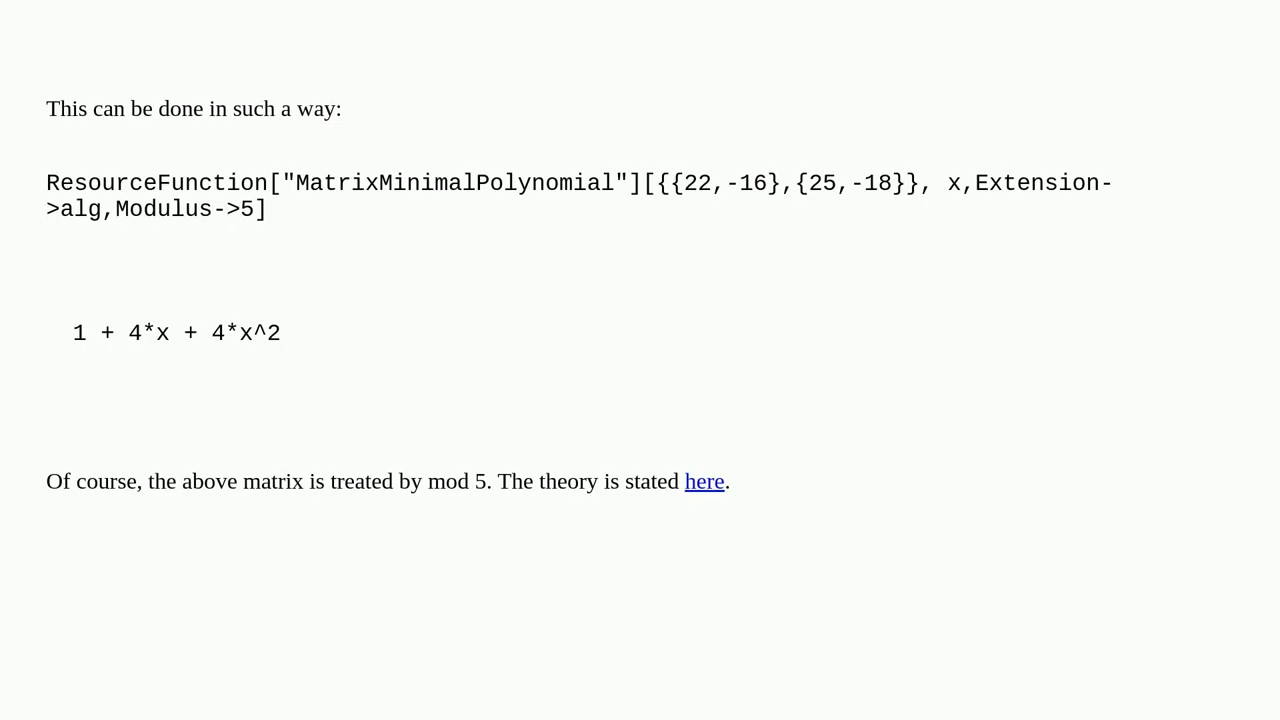 This can be done in such a way:
ResourceFunction["MatrixMinimalPolynomial"][{{22,-16},{25,-18}}, x,Extension-
>alg,Modulus->5]
1 + 4*x + 4*x^2
Of course, the above matrix is treated by mod 5. The theory is stated here.